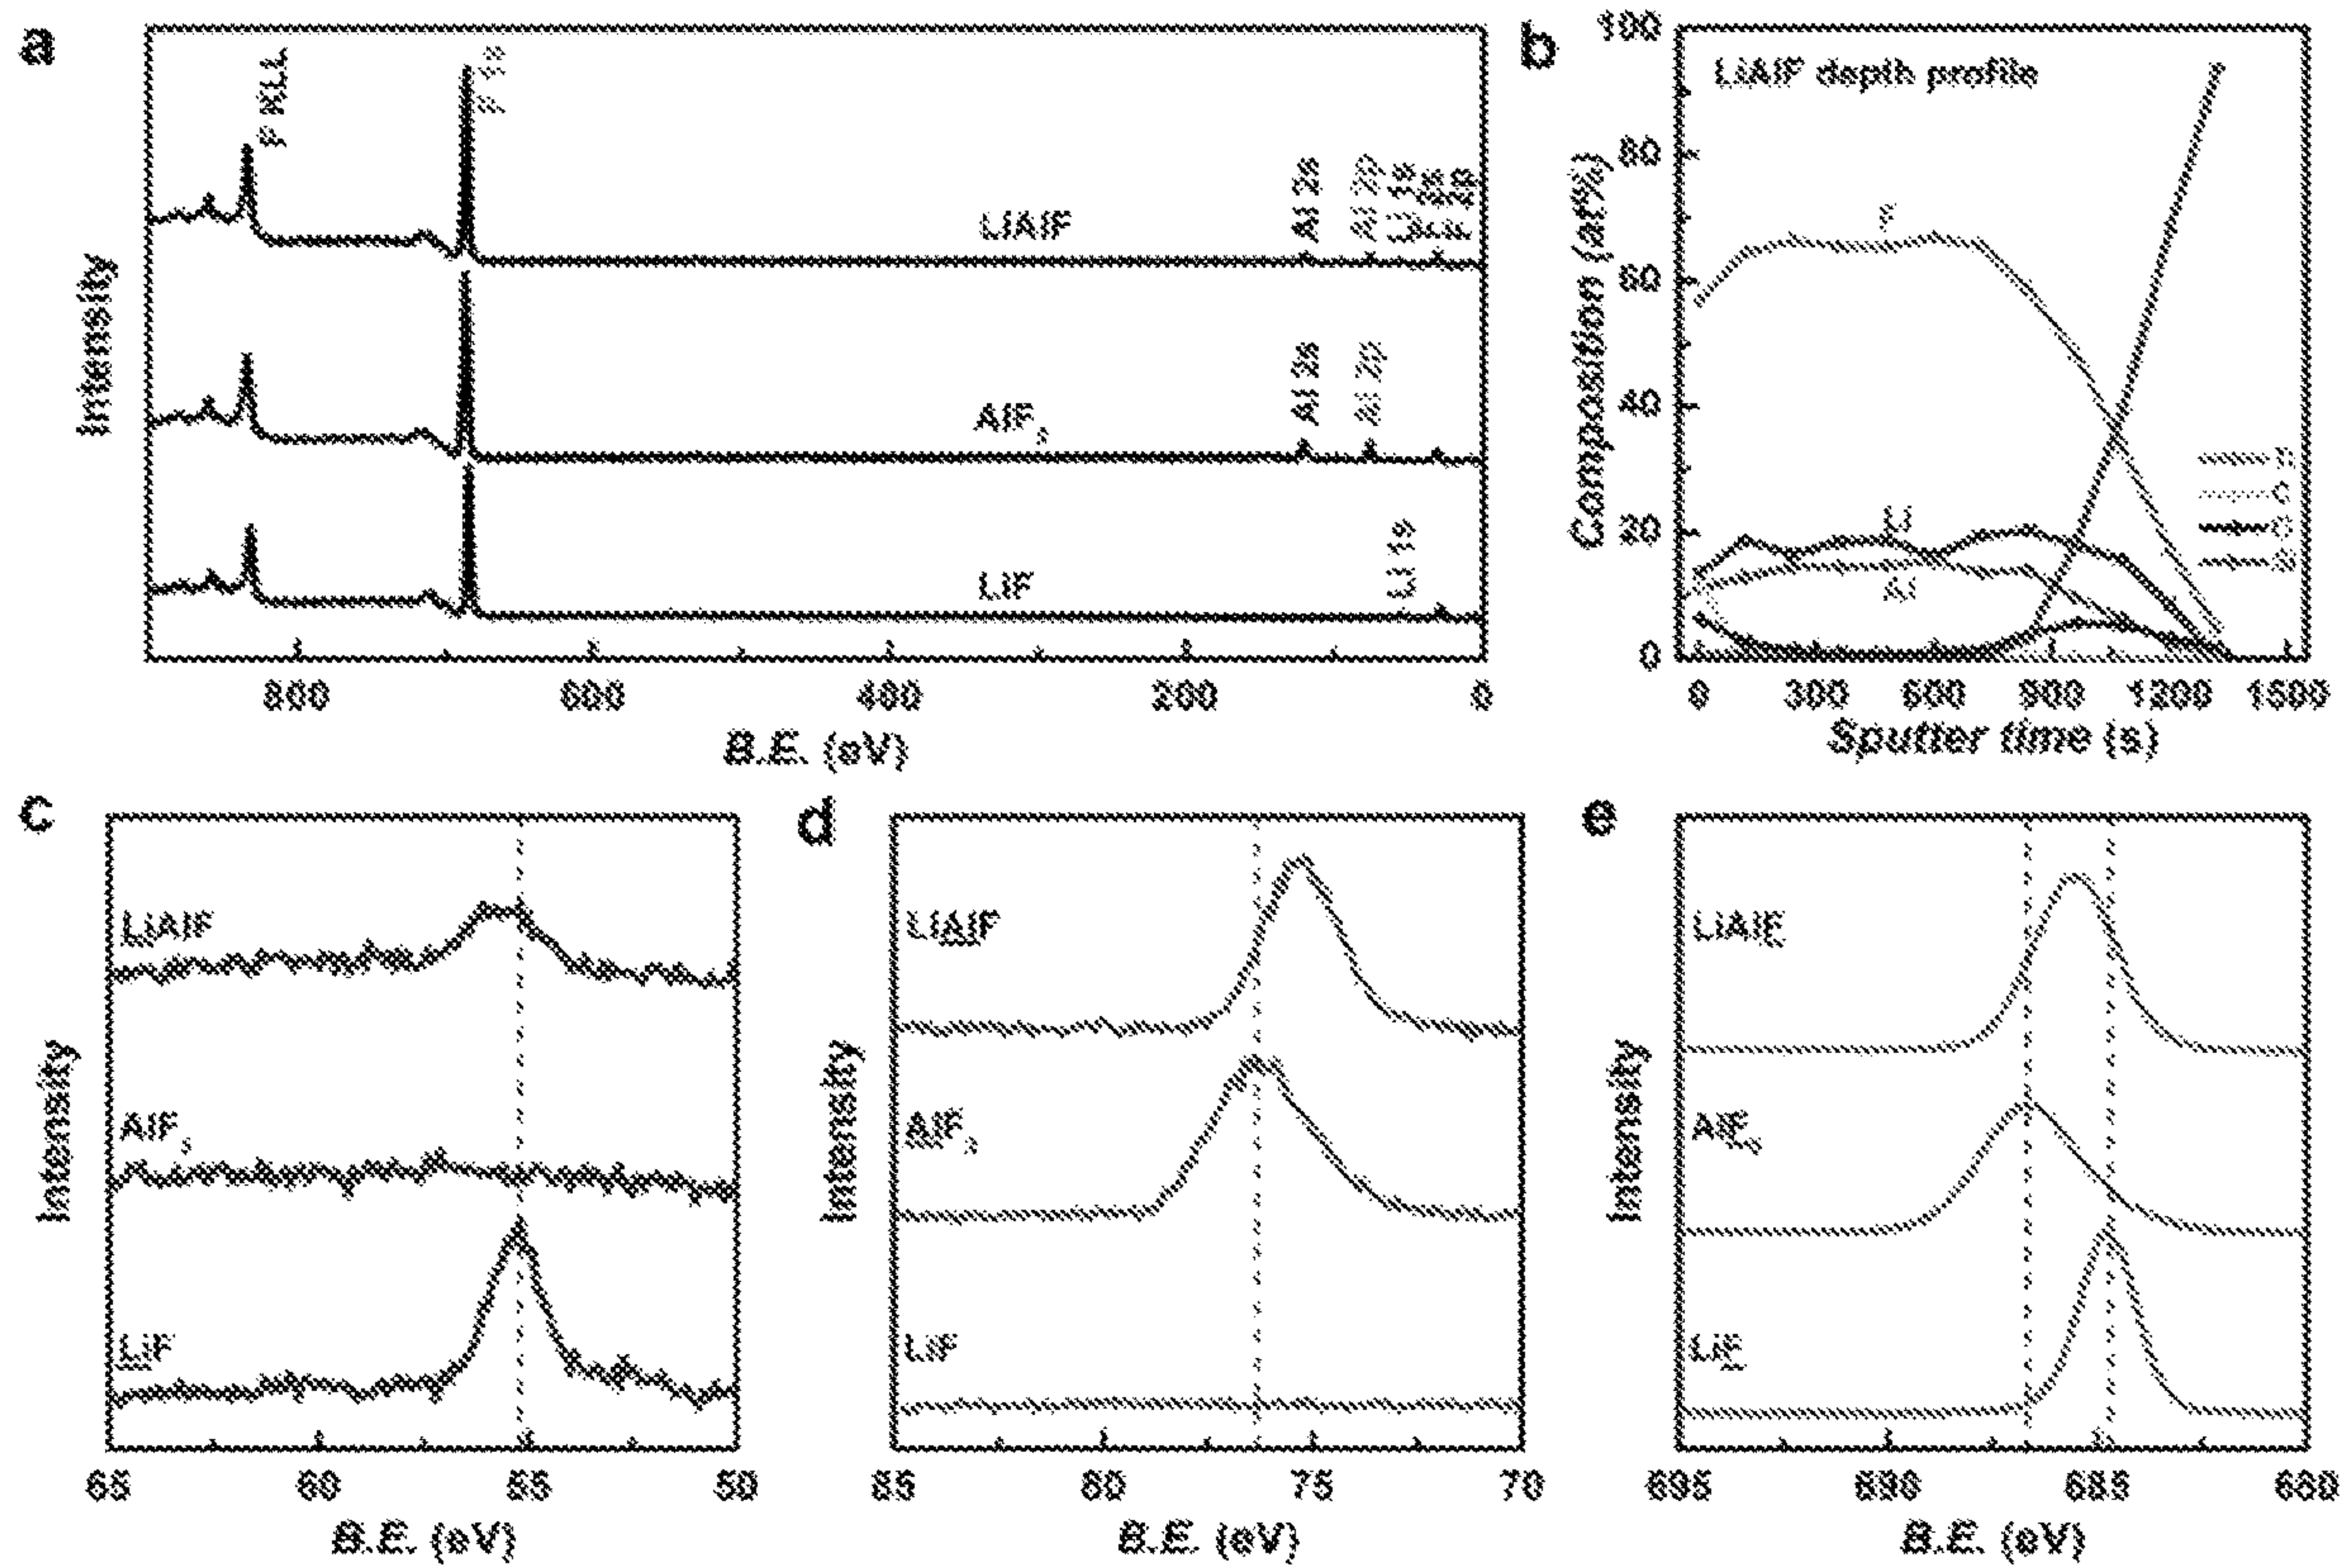 a
F KLL
F 1s
Al 2s
Al 2p
Li 1s
F 2s
F 2p
LiAlF
Al 2s
Al 2p
AlF3
Li 1s
LiF
Intensity
800 600 400 200 0
B.E. (eV)
b
LiAlF depth profile
F
Li
Al
Composition (at%)
100
80
60
40
20
0
0 300 600 900 1200 1500
Sputter time (s)
c
LiAlF
AlF3
LiF
Intensity
65 60 55 50
B.E. (eV)
d
LiAlF
AlF3
LiF
Intensity
85 80 75 70
B.E. (eV)
e
LiAlF
AlF3
LiF
Intensity
695 690 685 680
B.E. (eV)